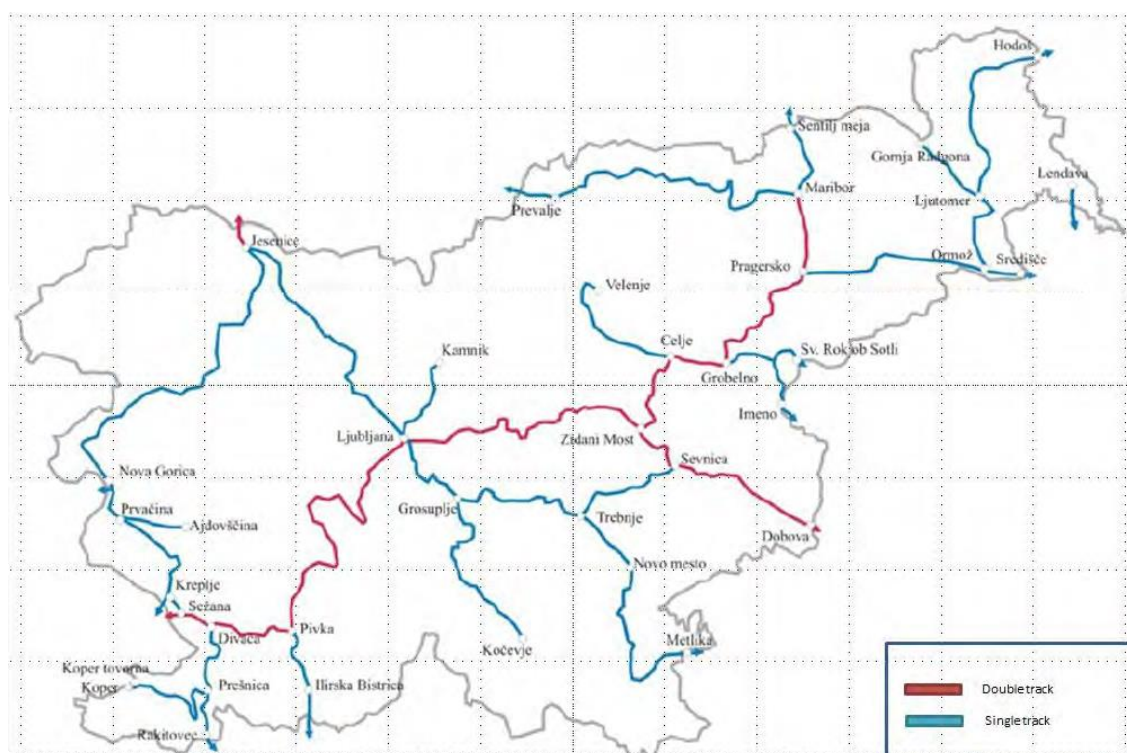 Hodoš
Šentilj meja
Gornja Radgona
Lendava
Maribor
Prevalje
Ljutomer
Jesenice
Ormož
Središče
Pragersko
Velenje
Celje
Kamnik
Sv. Rok ob Sotli
Grobelno
Imeno
Ljubljana
Zidani Most
Sevnica
Nova Gorica
Grosuplje
Prvačina
Ajdovščina
Trebnje
Dobova
Novo mesto
Kreplje
Sežana
Pivka
Divača
Kočevje
Metlika
Koper tovorna
Koper
Prešnica
Ilirska Bistrica
Rakitovec
Double track
Single track